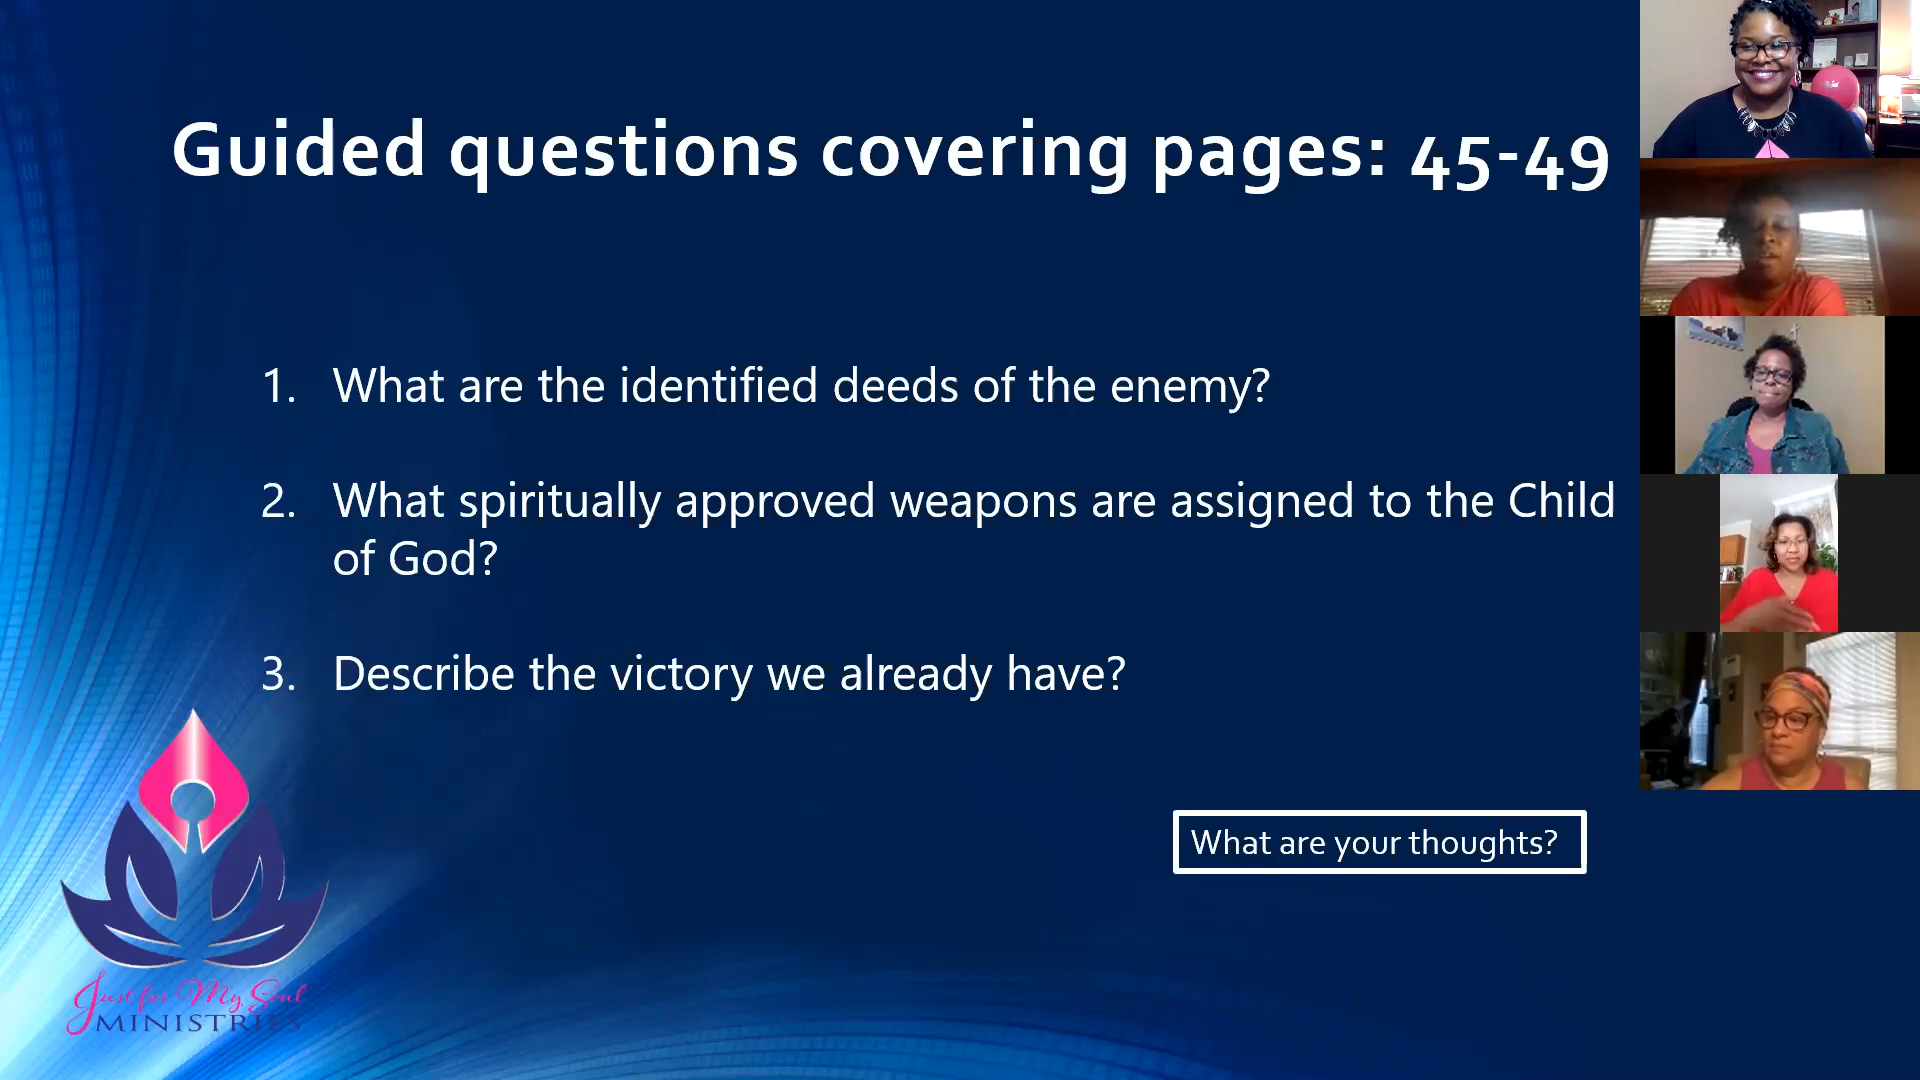 Guided questions covering pages: 45-49
1. What are the identified deeds of the enemy?
2. What spiritually approved weapons are assigned to the Child
of God?
3. Describe the victory we already have?
What are your thoughts?
Just for My Soul
MINISTRIES